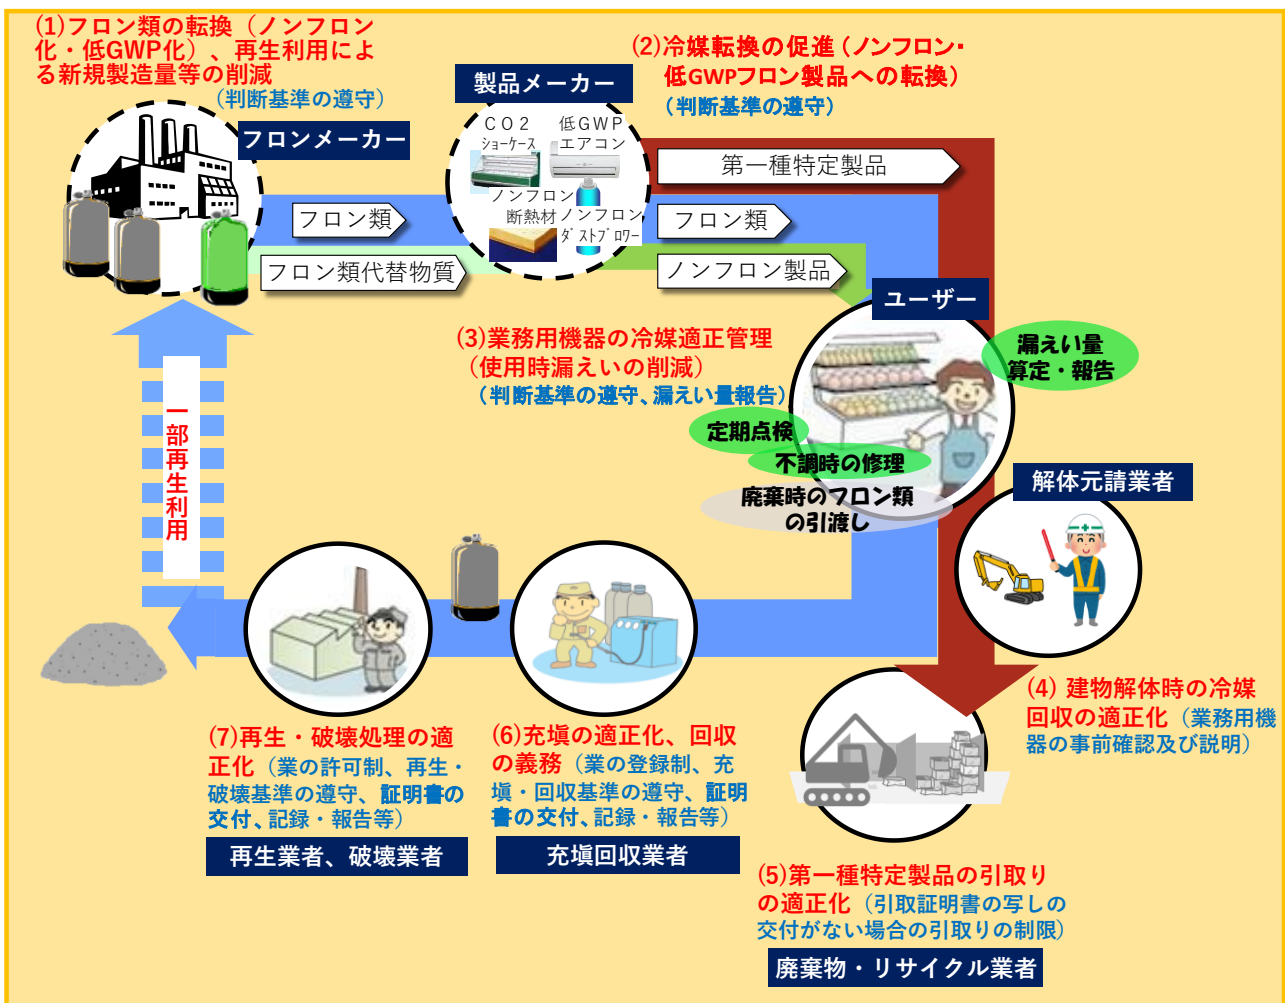 (1)フロン類の転換（ノンフロン
化・低GWP化）、再生利用によ
る新規製造量等の削減
（判断基準の遵守）
フロンメーカー
製品メーカー
(2)冷媒転換の促進（ノンフロン・
低GWPフロン製品への転換）
（判断基準の遵守）
ＣＯ２
ｼｮｰｹｰｽ
低ＧＷＰ
エアコン
ノンフロン
断熱材
ノンフロン
ﾀﾞｽﾄﾌﾞﾛワー
第一種特定製品
フロン類
フロン類
フロン類代替物質
ノンフロン製品
ユーザー
(3)業務用機器の冷媒適正管理
（使用時漏えいの削減）
（判断基準の遵守、漏えい量報告）
漏えい量
算定・報告
定期点検
不調時の修理
廃棄時のフロン類
の引渡し
解体元請業者
一部再生利用
(4) 建物解体時の冷媒
回収の適正化（業務用機
器の事前確認及び説明）
(7)再生・破壊処理の適
正化（業の許可制、再生・
破壊基準の遵守、証明書の
交付、記録・報告等）
再生業者、破壊業者
(6)充塡の適正化、回収
の義務（業の登録制、充
塡・回収基準の遵守、証明
書の交付、記録・報告等）
充塡回収業者
(5)第一種特定製品の引取り
の適正化（引取証明書の写しの
交付がない場合の引取りの制限）
廃棄物・リサイクル業者